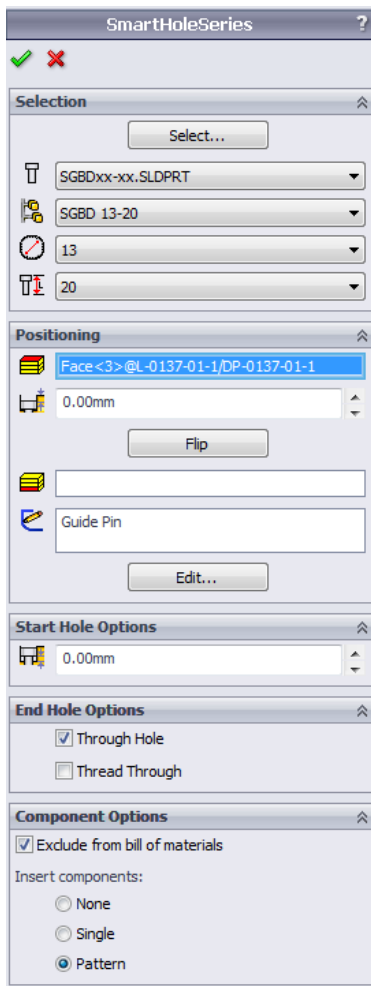 SmartHoleSeries ?
Selection
Select...
SGBDxx-xx.SLDPRT
SGBD 13-20
13
20
Positioning
Face<3>@L-0137-01-1/DP-0137-01-1
0.00mm
Flip
Guide Pin
Edit...
Start Hole Options
0.00mm
End Hole Options
Through Hole
Thread Through
Component Options
Exclude from bill of materials
Insert components:
None
Single
Pattern